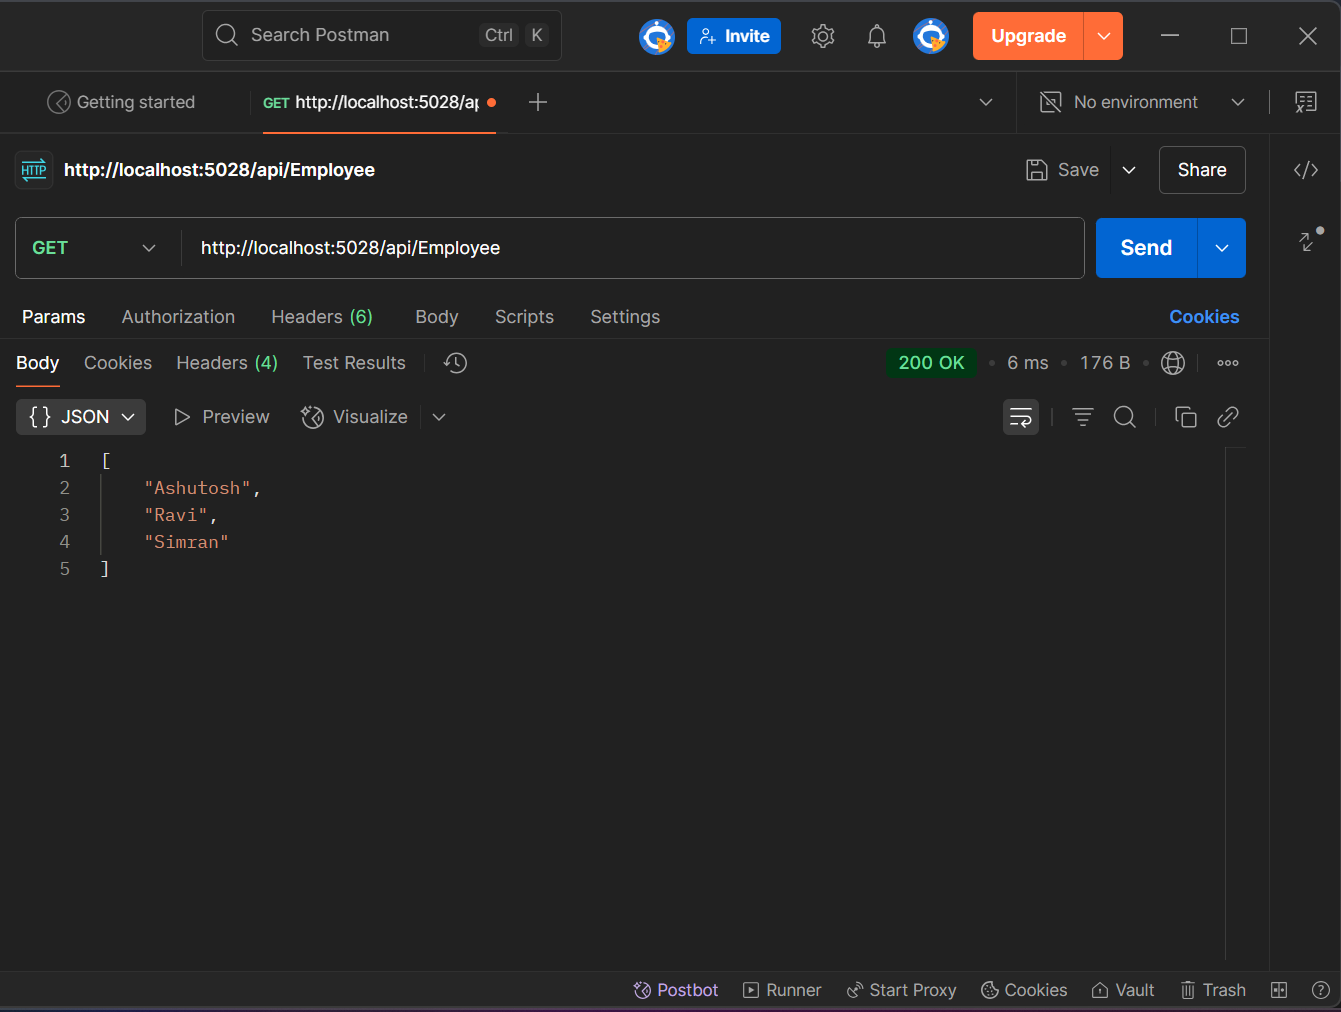 Search Postman Ctrl K Invite Upgrade
Getting started GET http://localhost:5028/ap No environment
HTTP http://localhost:5028/api/Employee Save Share
GET http://localhost:5028/api/Employee Send
Params Authorization Headers (6) Body Scripts Settings Cookies
Body Cookies Headers (4) Test Results 200 OK 6 ms 176 B
{} JSON Preview Visualize
1 [
2 "Ashutosh",
3 "Ravi",
4 "Simran"
5 ]
Postbot Runner Start Proxy Cookies Vault Trash